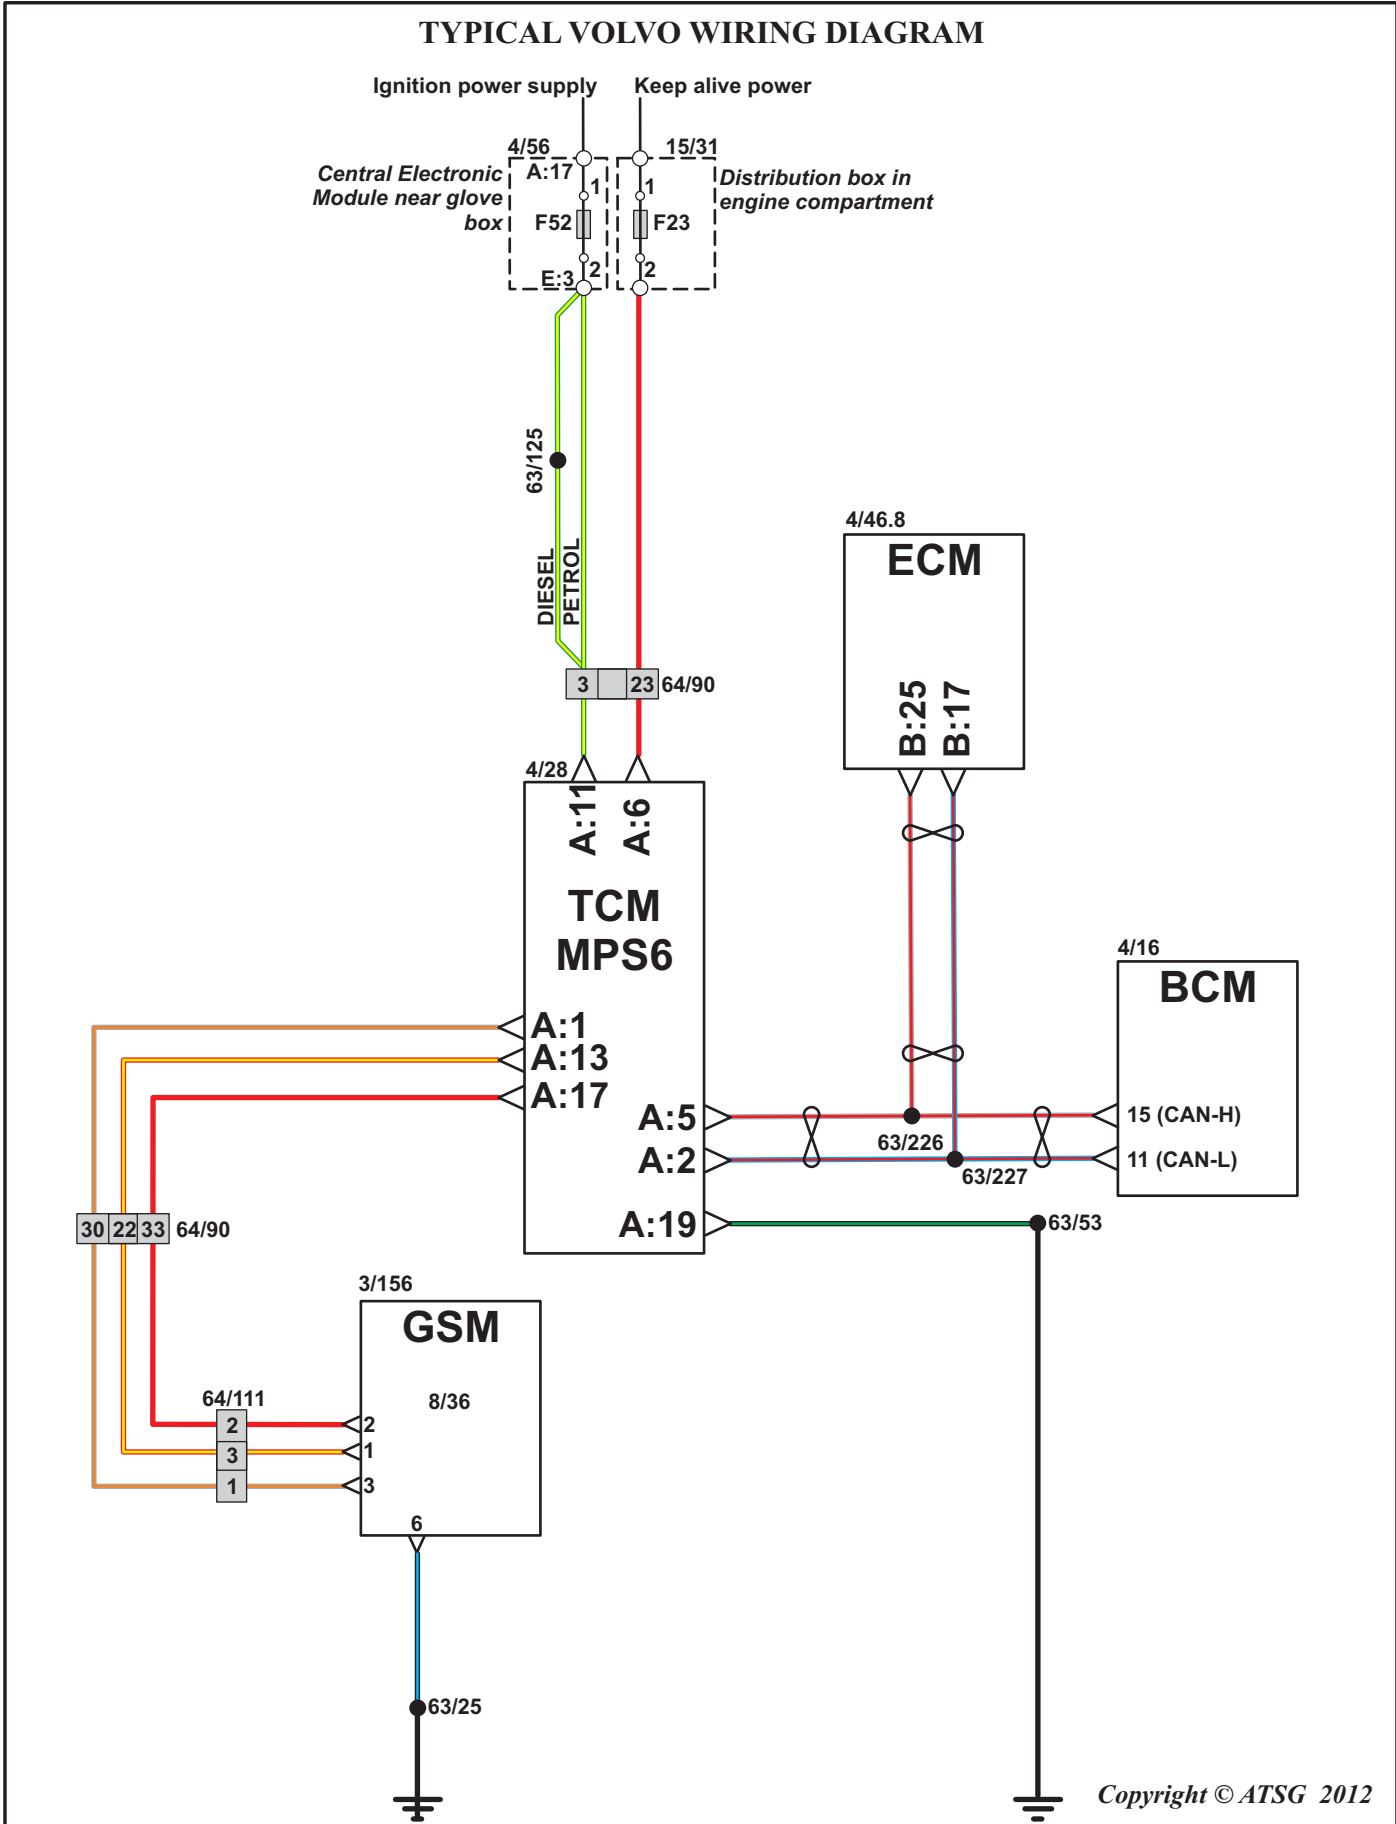 TYPICAL VOLVO WIRING DIAGRAM
Ignition power supply
Keep alive power
4/56
15/31
A:17
Central Electronic
Module near glove
box
1
1
Distribution box in
engine compartment
F52
F23
E:3
2
2
63/125
DIESEL
PETROL
3
23
64/90
4/46.8
ECM
B:25
B:17
4/28
A:11
A:6
TCM
MPS6
4/16
BCM
A:1
A:13
A:17
A:5
15 (CAN-H)
63/226
A:2
11 (CAN-L)
63/227
A:19
63/53
30
22
33
64/90
3/156
GSM
8/36
64/111
2
2
3
1
1
3
6
63/25
Copyright © ATSG 2012